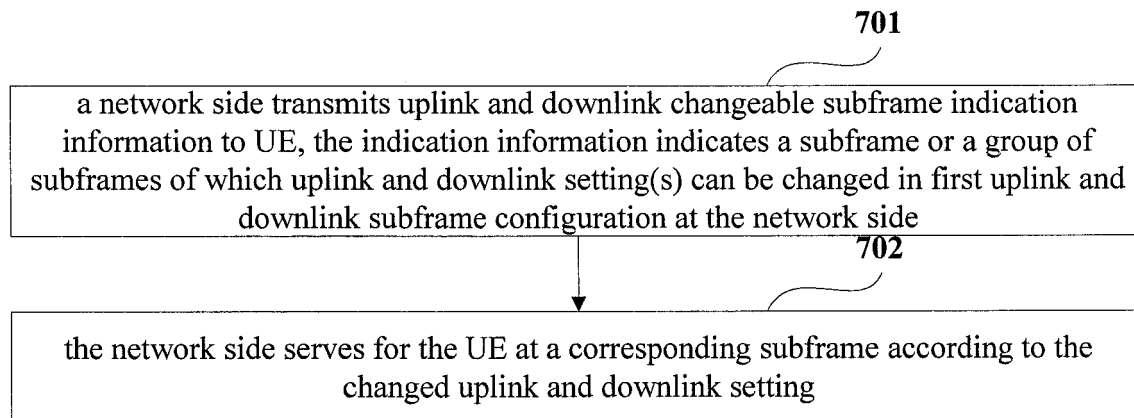 701
a network side transmits uplink and downlink changeable subframe indication
information to UE, the indication information indicates a subframe or a group of
subframes of which uplink and downlink setting(s) can be changed in first uplink and
downlink subframe configuration at the network side
702
the network side serves for the UE at a corresponding subframe according to the
changed uplink and downlink setting